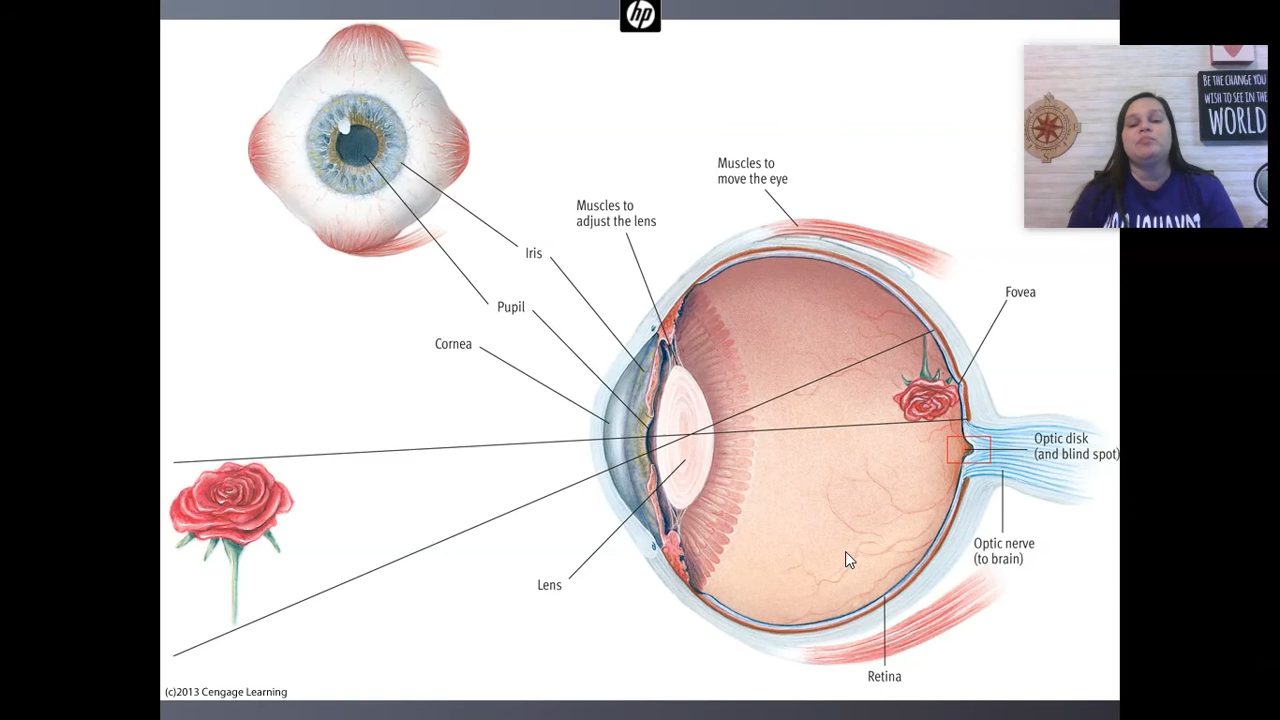 hp
BE THE CHANGE YOU
WISH TO SEE IN THE
WORLD
Muscles to
move the eye
Muscles to
adjust the lens
Iris
Fovea
Pupil
Cornea
Optic disk
(and blind spot)
Optic nerve
(to brain)
Lens
Retina
(c)2013 Cengage Learning